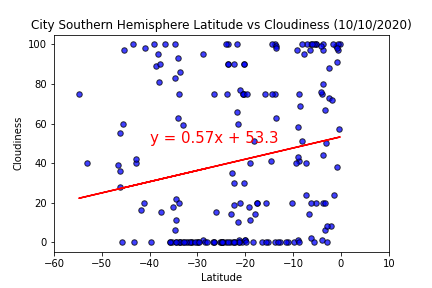 City Southern Hemisphere Latitude vs Cloudiness (10/10/2020)
100
80
60
40
20
0
Cloudiness
y = 0.57x + 53.3
−60 −50 −40 −30 −20 −10 0 10
Latitude